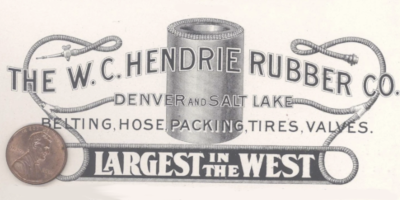 THE W.C. HENDRIE RUBBER CO.
DENVER AND SALT LAKE
BELTING, HOSE, PACKING, TIRES, VALVES.
LARGEST IN THE WEST